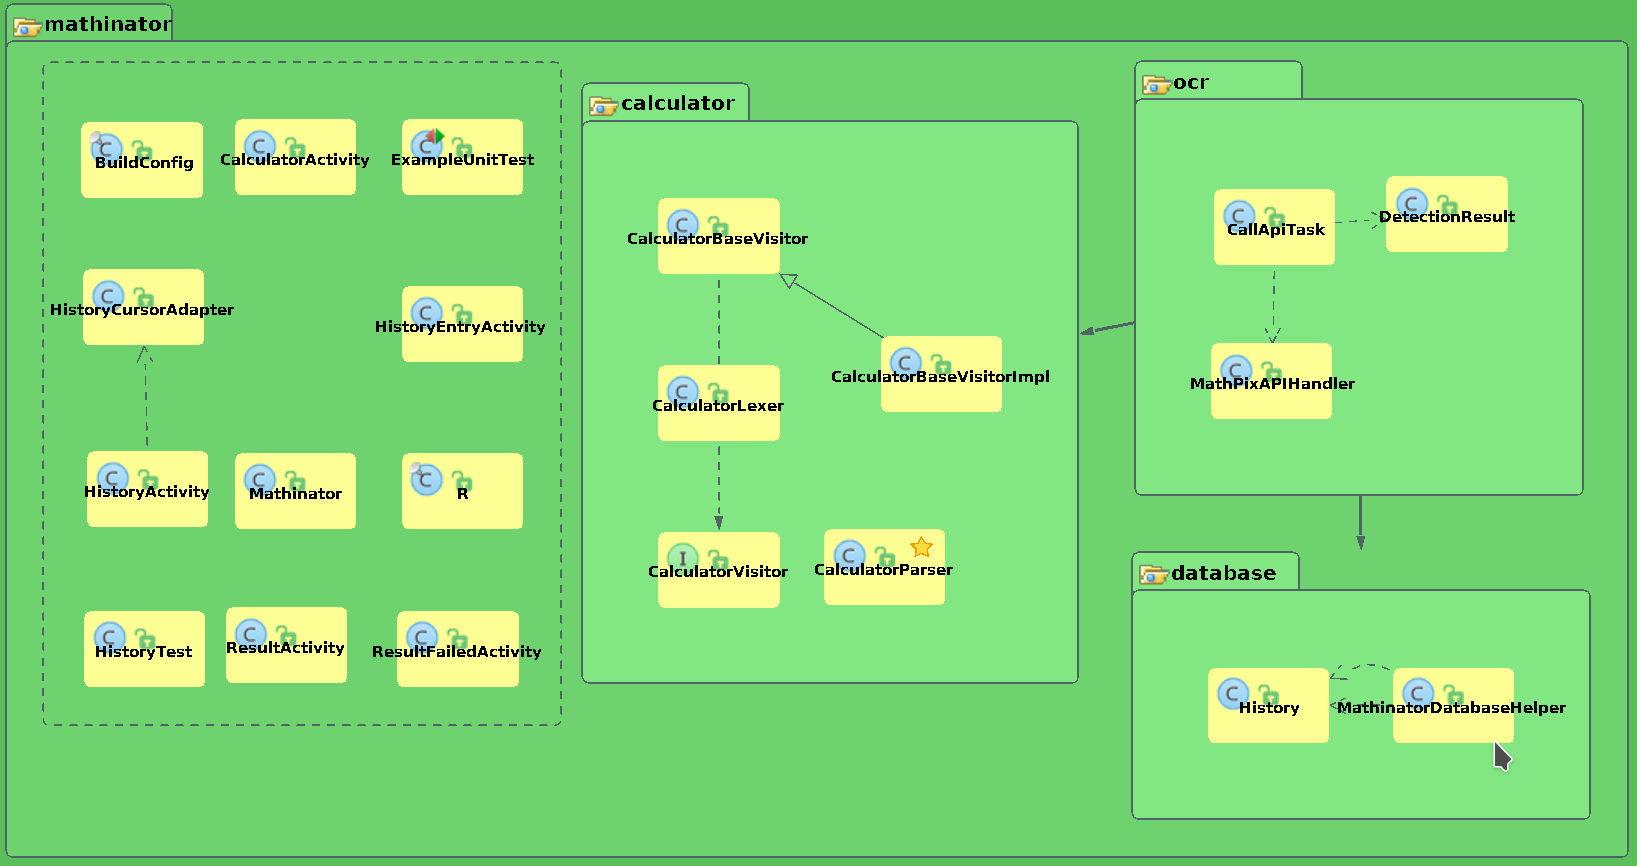 mathinator
BuildConfig
CalculatorActivity
ExampleUnitTest
HistoryCursorAdapter
HistoryEntryActivity
HistoryActivity
Mathinator
R
HistoryTest
ResultActivity
ResultFailedActivity
calculator
CalculatorBaseVisitor
CalculatorBaseVisitorImpl
CalculatorLexer
CalculatorVisitor
CalculatorParser
ocr
CallApiTask
DetectionResult
MathPixAPIHandler
database
History
MathinatorDatabaseHelper